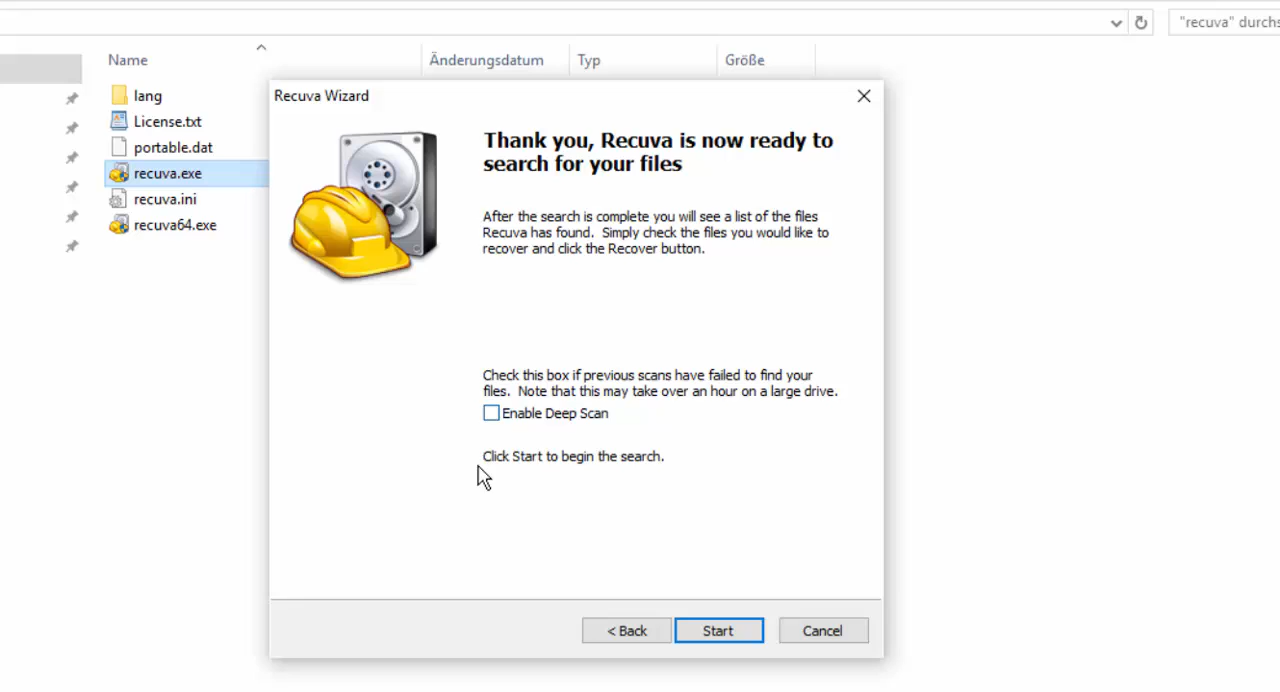 "recuva" durchs
Name
Änderungsdatum
Typ
Größe
lang
License.txt
portable.dat
recuva.exe
recuva.ini
recuva64.exe
Recuva Wizard
Thank you, Recuva is now ready to
search for your files
After the search is complete you will see a list of the files
Recuva has found. Simply check the files you would like to
recover and click the Recover button.
Check this box if previous scans have failed to find your
files. Note that this may take over an hour on a large drive.
Enable Deep Scan
Click Start to begin the search.
< Back
Start
Cancel